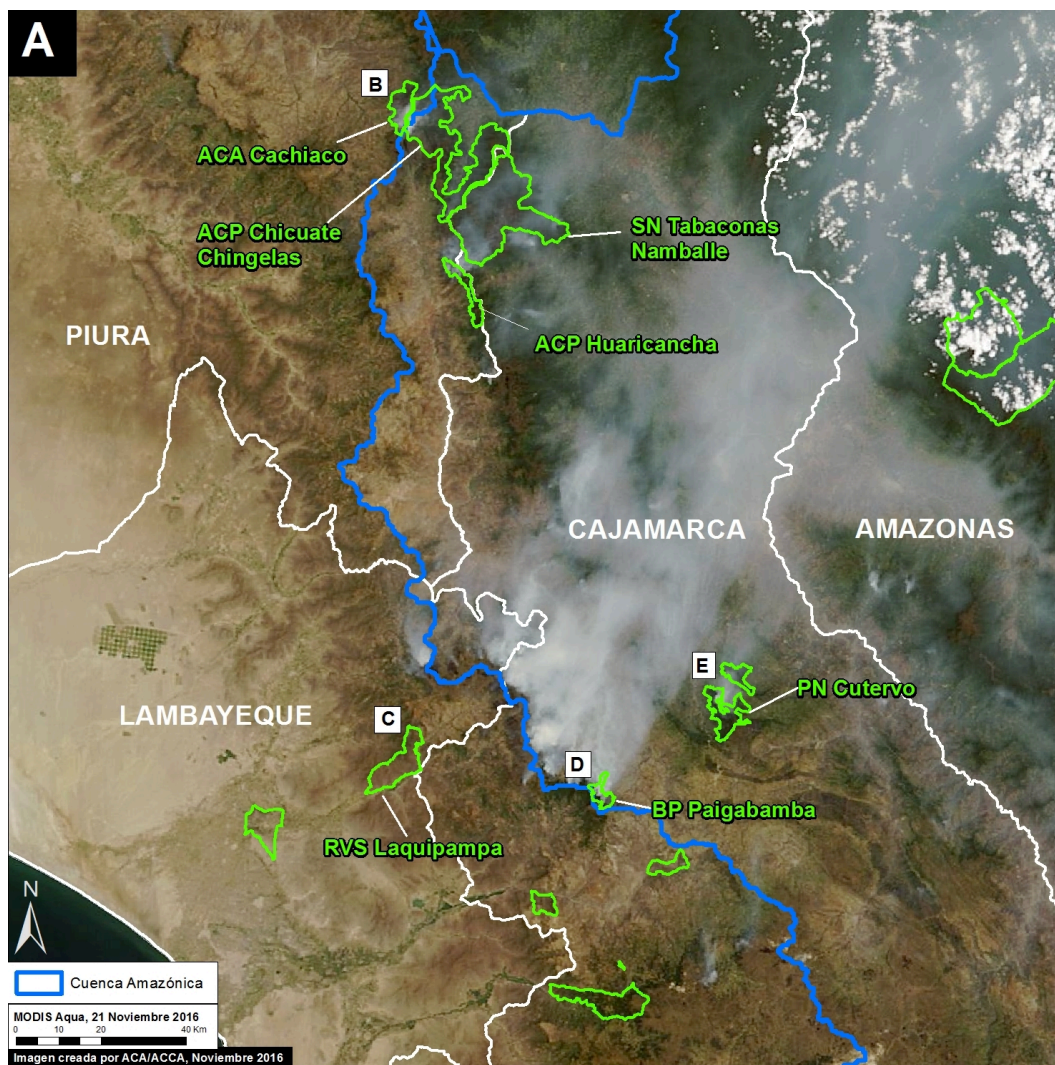 A
B
ACA Cachiaco
ACP Chicuate
Chingelas
SN Tabaconas
Namballe
PIURA
ACP Huaricancha
CAJAMARCA
AMAZONAS
E
PN Cutervo
LAMBAYEQUE
C
D
BP Paigabamba
RVS Laquipampa
N
Cuenca Amazónica
MODIS Aqua, 21 Noviembre 2016
0 10 20 40 Km
Imagen creada por ACA/ACCA, Noviembre 2016